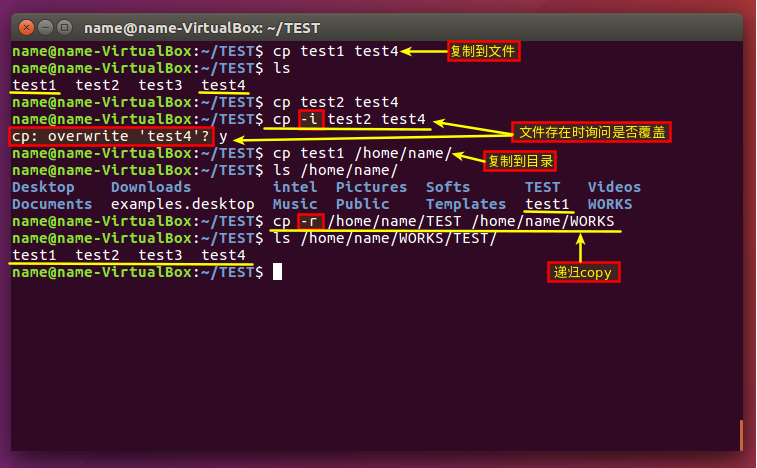 name@name-VirtualBox: ~/TEST
name@name-VirtualBox:~/TEST$ cp test1 test4 复制到文件
name@name-VirtualBox:~/TEST$ ls
test1 test2 test3 test4
name@name-VirtualBox:~/TEST$ cp test2 test4
name@name-VirtualBox:~/TEST$ cp -i test2 test4
文件存在时询问是否覆盖
cp: overwrite 'test4'? y
name@name-VirtualBox:~/TEST$ cp test1 /home/name/ 复制到目录
name@name-VirtualBox:~/TEST$ ls /home/name/
Desktop Downloads intel Pictures Softs TEST Videos
Documents examples.desktop Music Public Templates test1 WORKS
name@name-VirtualBox:~/TEST$ cp -r /home/name/TEST /home/name/WORKS
name@name-VirtualBox:~/TEST$ ls /home/name/WORKS/TEST/
test1 test2 test3 test4
name@name-VirtualBox:~/TEST$
递归copy